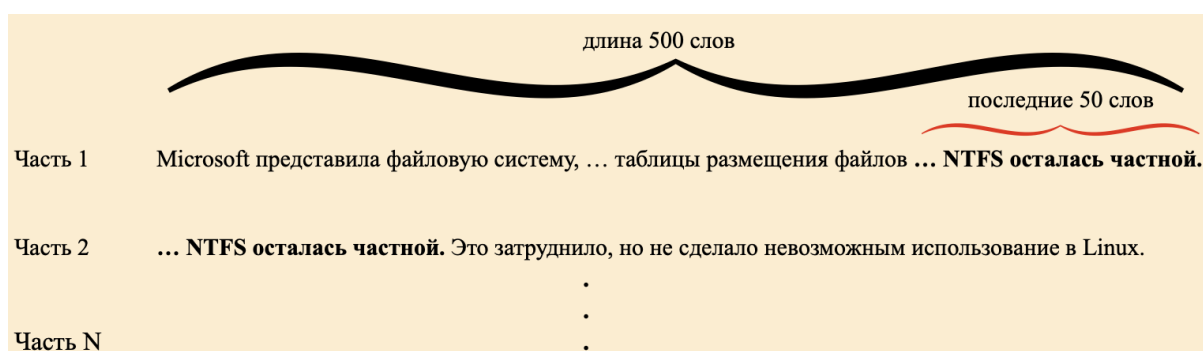 длина 500 слов
последние 50 слов
Часть 1 Microsoft представила файловую систему, … таблицы размещения файлов … NTFS осталась частной.
Часть 2 … NTFS осталась частной. Это затруднило, но не сделало невозможным использование в Linux.
Часть N